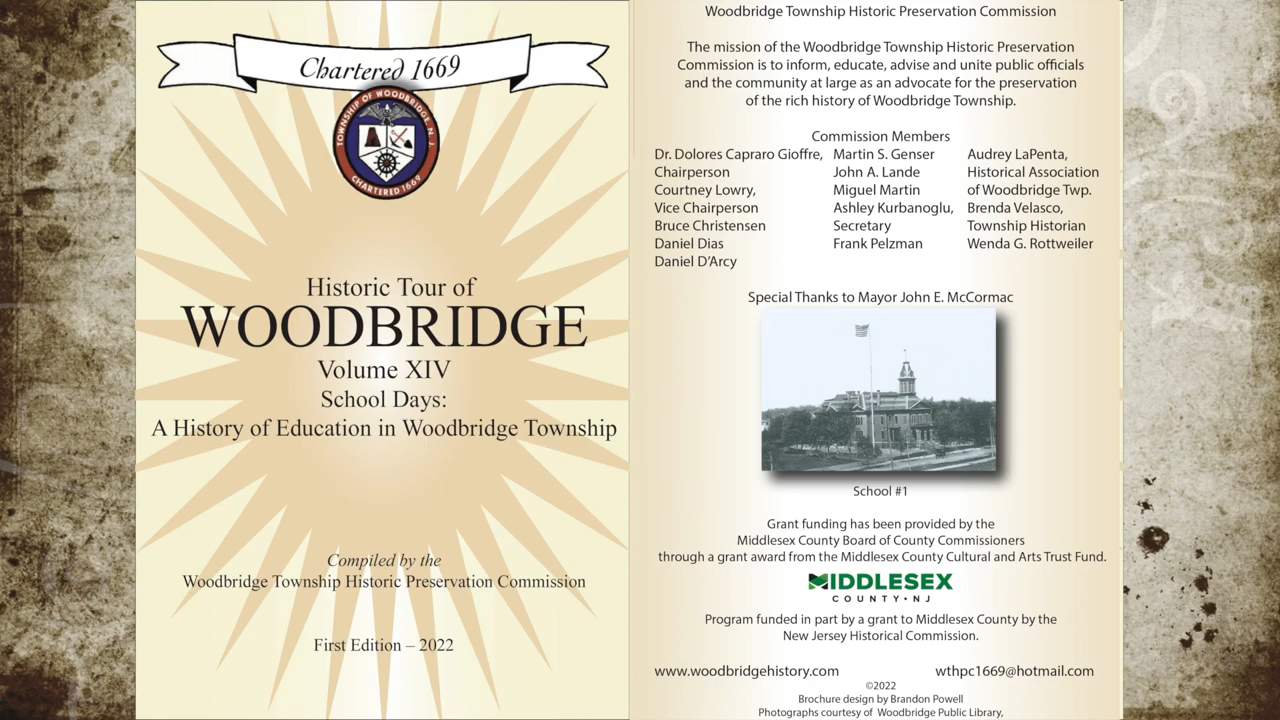 Chartered 1669
TOWNSHIP OF WOODBRIDGE, N. J.
CHARTERED 1669
Historic Tour of
WOODBRIDGE
Volume XIV
School Days:
A History of Education in Woodbridge Township
Compiled by the
Woodbridge Township Historic Preservation Commission
First Edition – 2022
Woodbridge Township Historic Preservation Commission
The mission of the Woodbridge Township Historic Preservation
Commission is to inform, educate, advise and unite public officials
and the community at large as an advocate for the preservation
of the rich history of Woodbridge Township.
Commission Members
Dr. Dolores Capraro Gioffre,
Chairperson
Courtney Lowry,
Vice Chairperson
Bruce Christensen
Daniel Dias
Daniel D'Arcy
Martin S. Genser
John A. Lande
Miguel Martin
Ashley Kurbanoglu,
Secretary
Frank Pelzman
Audrey LaPenta,
Historical Association
of Woodbridge Twp.
Brenda Velasco,
Township Historian
Wenda G. Rottweiler
Special Thanks to Mayor John E. McCormac
School #1
Grant funding has been provided by the
Middlesex County Board of County Commissioners
through a grant award from the Middlesex County Cultural and Arts Trust Fund.
MIDDLESEX
COUNTY • NJ
Program funded in part by a grant to Middlesex County by the
New Jersey Historical Commission.
www.woodbridgehistory.com
wthpc1669@hotmail.com
©2022
Brochure design by Brandon Powell
Photographs courtesy of Woodbridge Public Library,